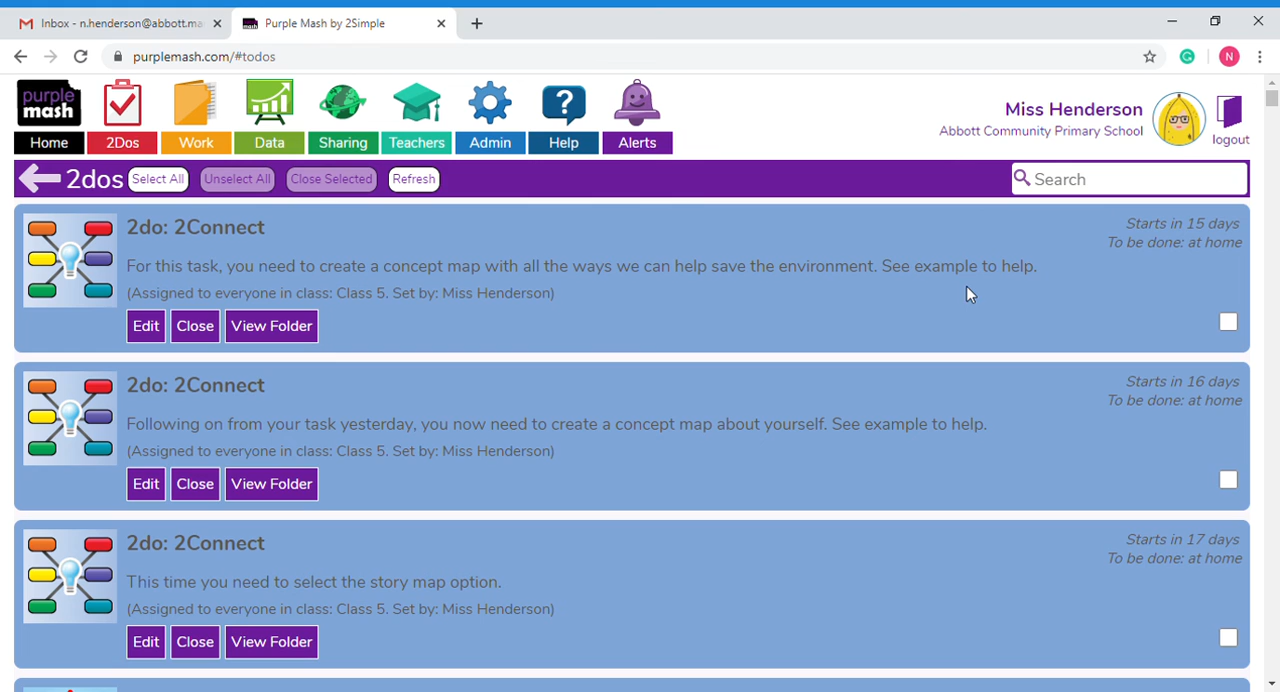 Inbox - n.henderson@abbott.ma
Purple Mash by 2Simple
purplemash.com/#todos
N
purple
mash
Home
2Dos
Work
Data
Sharing
Teachers
Admin
?
Help
Alerts
Miss Henderson
Abbott Community Primary School
logout
2dos
Select All
Unselect All
Close Selected
Refresh
Search
2do: 2Connect
Starts in 15 days
To be done: at home
For this task, you need to create a concept map with all the ways we can help save the environment. See example to help.
(Assigned to everyone in class: Class 5. Set by: Miss Henderson)
Edit
Close
View Folder
2do: 2Connect
Starts in 16 days
To be done: at home
Following on from your task yesterday, you now need to create a concept map about yourself. See example to help.
(Assigned to everyone in class: Class 5. Set by: Miss Henderson)
Edit
Close
View Folder
2do: 2Connect
Starts in 17 days
To be done: at home
This time you need to select the story map option.
(Assigned to everyone in class: Class 5. Set by: Miss Henderson)
Edit
Close
View Folder